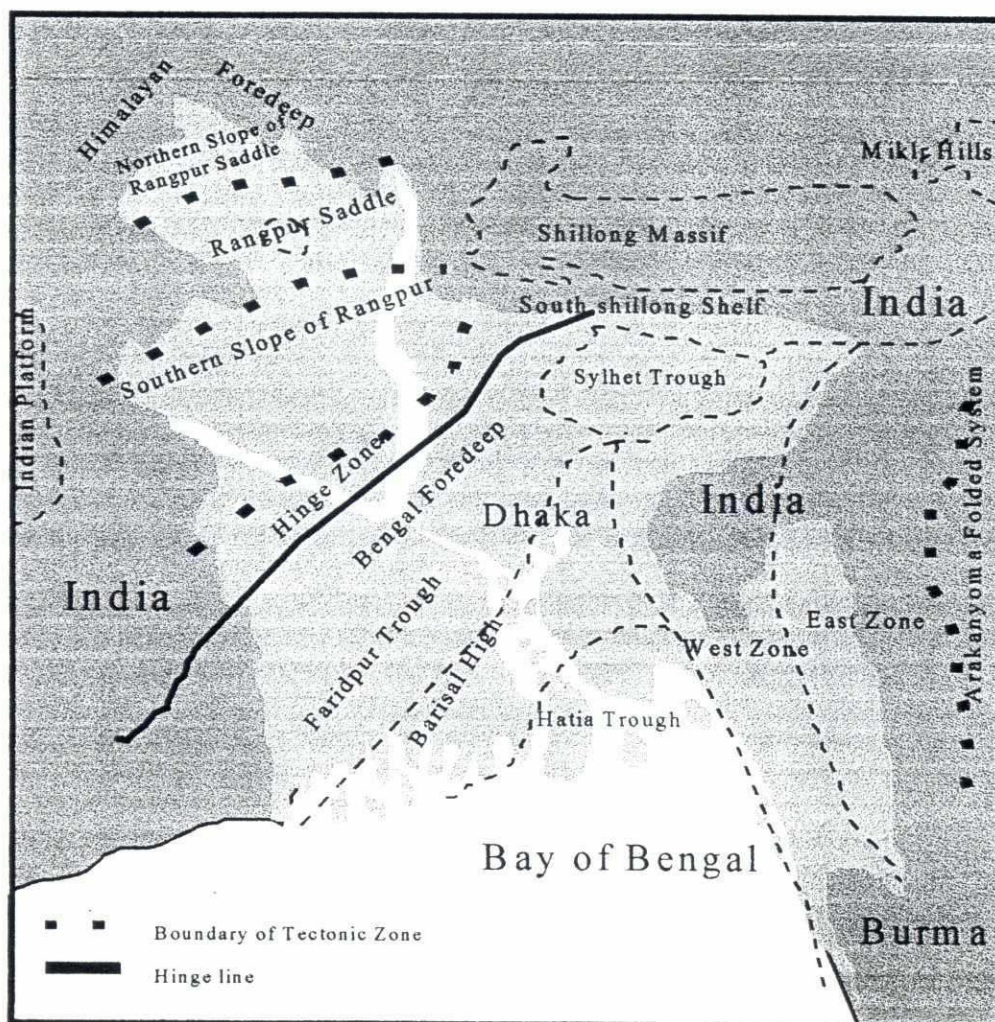 Himalayan
Foredeep
Northern Slope of
Rangpur Saddle
Mikir Hills
Rangpur Saddle
Shillong Massif
South shillong Shelf
India
Southern Slope of Rangpur
Indian Platform
Sylhet Trough
Hinge Zone
Bengal Foredeep
Dhaka
India
Arakanyoma Folded System
India
Faridpur Trough
Barisal High
East Zone
West Zone
Hatia Trough
Bay of Bengal
Burma
Boundary of Tectonic Zone
Hinge line